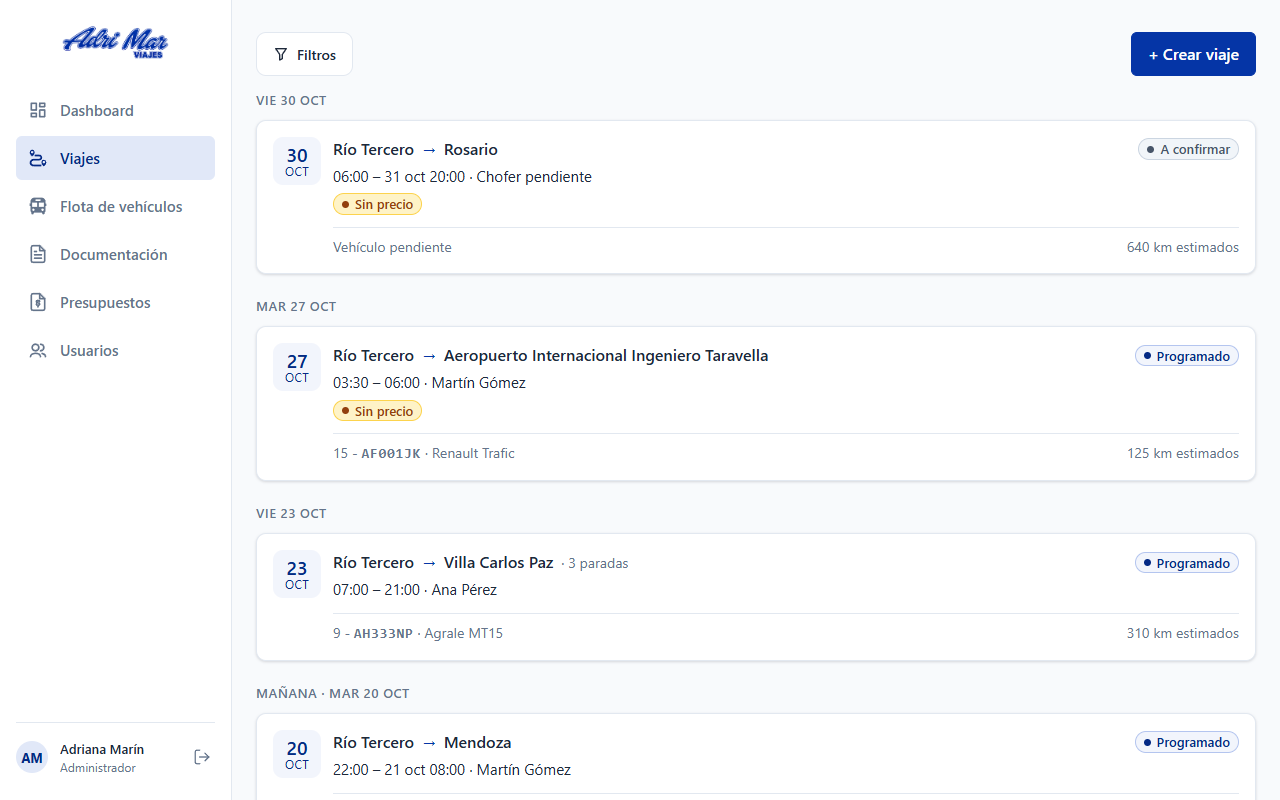 Adri Mar
VIAJES
Dashboard
Viajes
Flota de vehículos
Documentación
Presupuestos
Usuarios
AM
Adriana Marín
Administrador
Filtros
+ Crear viaje
VIE 30 OCT
30
OCT
Río Tercero → Rosario
A confirmar
06:00 – 31 oct 20:00 · Chofer pendiente
Sin precio
Vehículo pendiente
640 km estimados
MAR 27 OCT
27
OCT
Río Tercero → Aeropuerto Internacional Ingeniero Taravella
Programado
03:30 – 06:00 · Martín Gómez
Sin precio
15 - AF001JK · Renault Trafic
125 km estimados
VIE 23 OCT
23
OCT
Río Tercero → Villa Carlos Paz · 3 paradas
Programado
07:00 – 21:00 · Ana Pérez
9 - AH333NP · Agrale MT15
310 km estimados
MAÑANA · MAR 20 OCT
20
OCT
Río Tercero → Mendoza
Programado
22:00 – 21 oct 08:00 · Martín Gómez